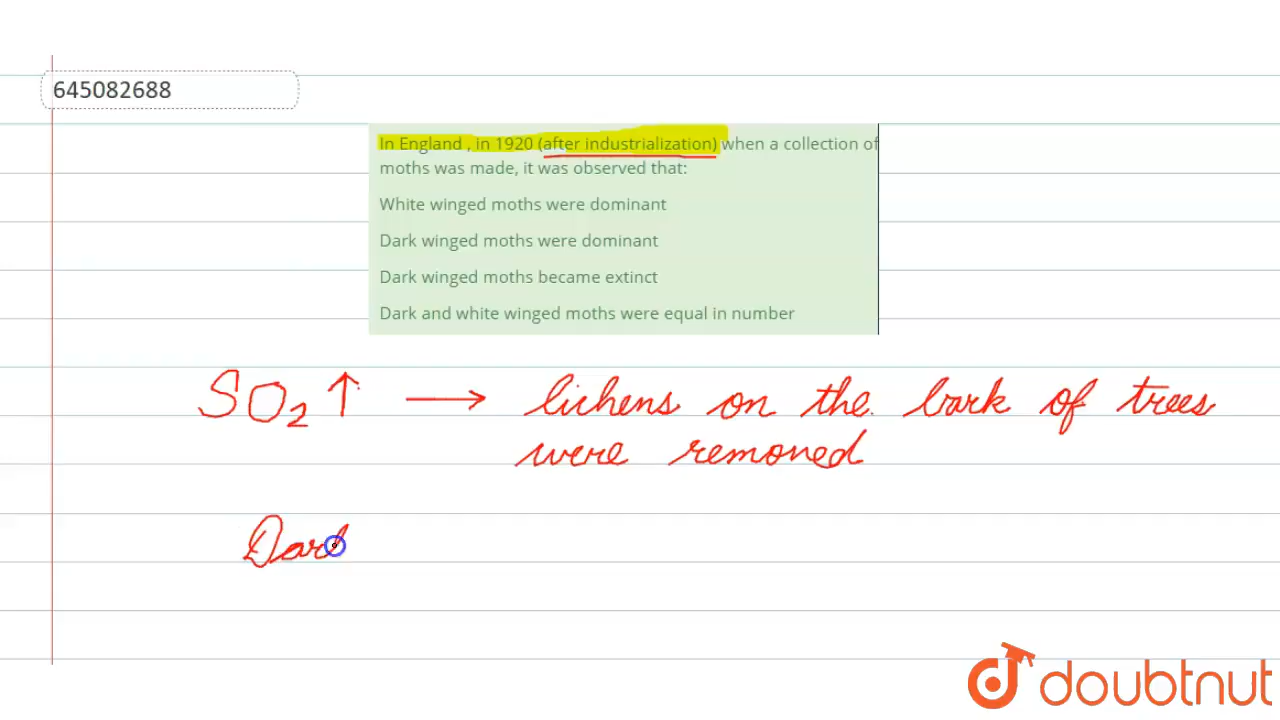 645082688
In England , in 1920 (after industrialization) when a collection of
moths was made, it was observed that:
White winged moths were dominant
Dark winged moths were dominant
Dark winged moths became extinct
Dark and white winged moths were equal in number
SO2 ↑ → lichens on the bark of trees
were removed
Dark
doubtnut